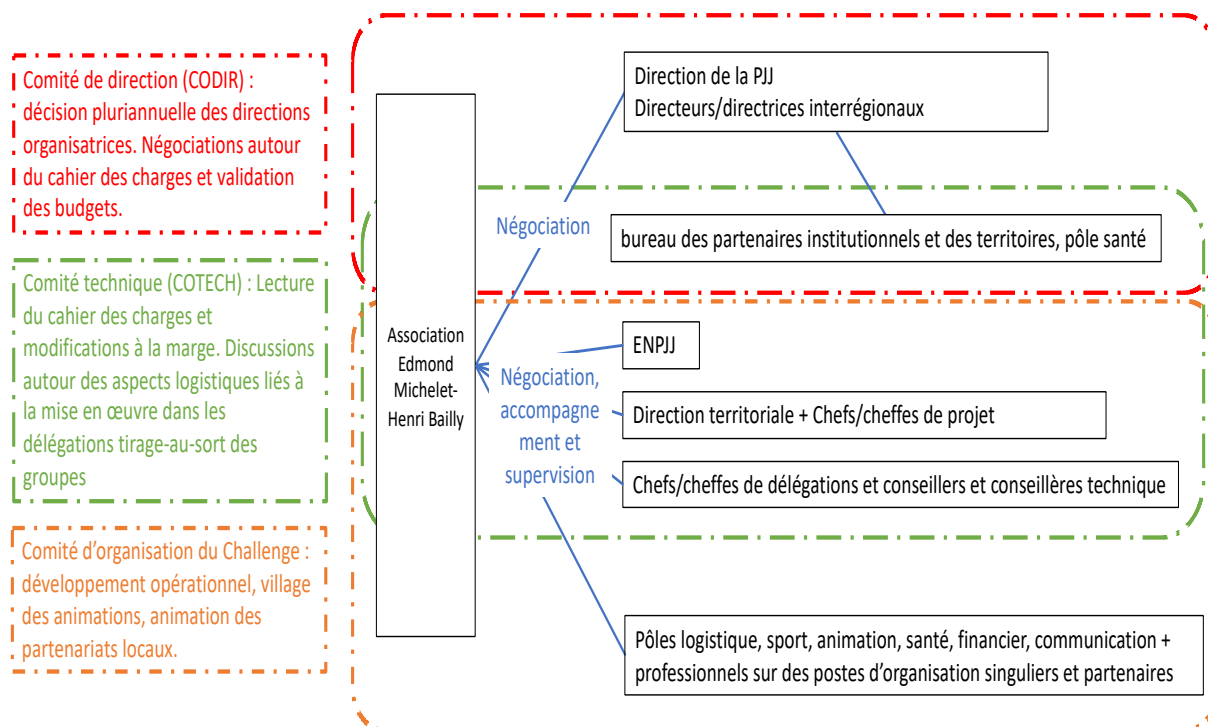 Comité de direction (CODIR) :
décision pluriannuelle des directions
organisatrices. Négociations autour
du cahier des charges et validation
des budgets.
Comité technique (COTECH) : Lecture
du cahier des charges et
modifications à la marge. Discussions
autour des aspects logistiques liés à
la mise en œuvre dans les
délégations tirage-au-sort des
groupes
Comité d'organisation du Challenge :
développement opérationnel, village
des animations, animation des
partenariats locaux.
Association
Edmond
Michelet-
Henri Bailly
Négociation
Négociation,
accompagne
ment et
supervision
Direction de la PJJ
Directeurs/directrices interrégionaux
bureau des partenaires institutionnels et des territoires, pôle santé
ENPJJ
Direction territoriale + Chefs/cheffes de projet
Chefs/cheffes de délégations et conseillers et conseillères technique
Pôles logistique, sport, animation, santé, financier, communication +
professionnels sur des postes d'organisation singuliers et partenaires